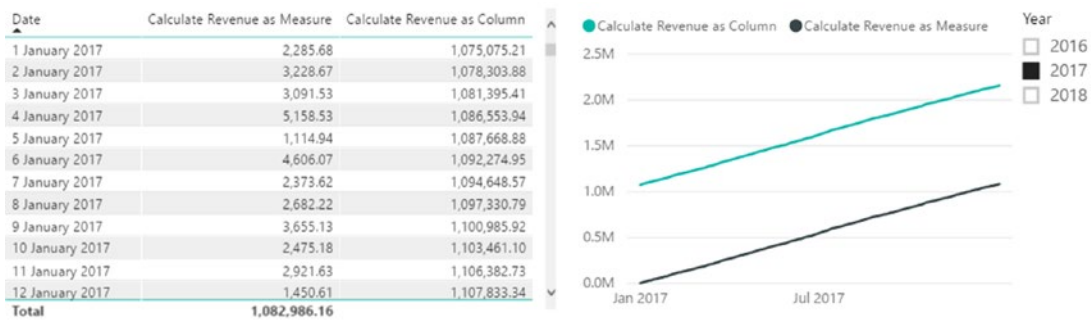 Date Calculate Revenue as Measure Calculate Revenue as Column
1 January 2017 2,285.68 1,075,075.21
2 January 2017 3,228.67 1,078,303.88
3 January 2017 3,091.53 1,081,395.41
4 January 2017 5,158.53 1,086,553.94
5 January 2017 1,114.94 1,087,668.88
6 January 2017 4,606.07 1,092,274.95
7 January 2017 2,373.62 1,094,648.57
8 January 2017 2,682.22 1,097,330.79
9 January 2017 3,655.13 1,100,985.92
10 January 2017 2,475.18 1,103,461.10
11 January 2017 2,921.63 1,106,382.73
12 January 2017 1,450.61 1,107,833.34
Total 1,082,986.16
Calculate Revenue as Column Calculate Revenue as Measure
2.5M
2.0M
1.5M
1.0M
0.5M
0.0M
Jan 2017 Jul 2017
Year
2016
2017
2018